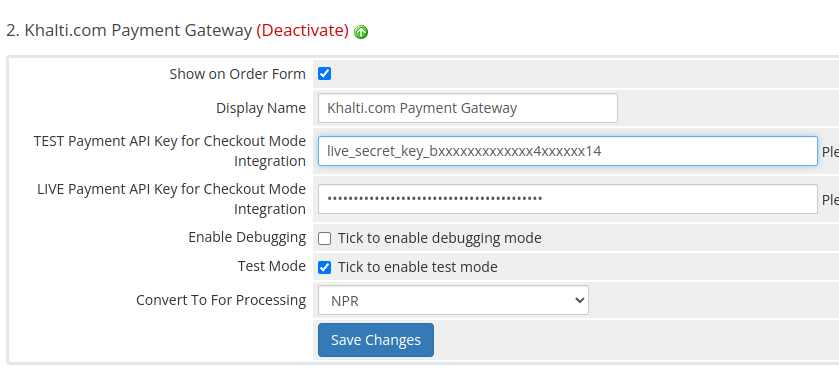 2. Khalti.com Payment Gateway (Deactivate)
Show on Order Form
Display Name Khalti.com Payment Gateway
TEST Payment API Key for Checkout Mode
Integration
live_secret_key_bxxxxxxxxxxxxx4xxxxxx14 Ple
LIVE Payment API Key for Checkout Mode
Integration
•••••••••••••••••••••••••••••••••••••••• Ple
Enable Debugging Tick to enable debugging mode
Test Mode Tick to enable test mode
Convert To For Processing NPR
Save Changes